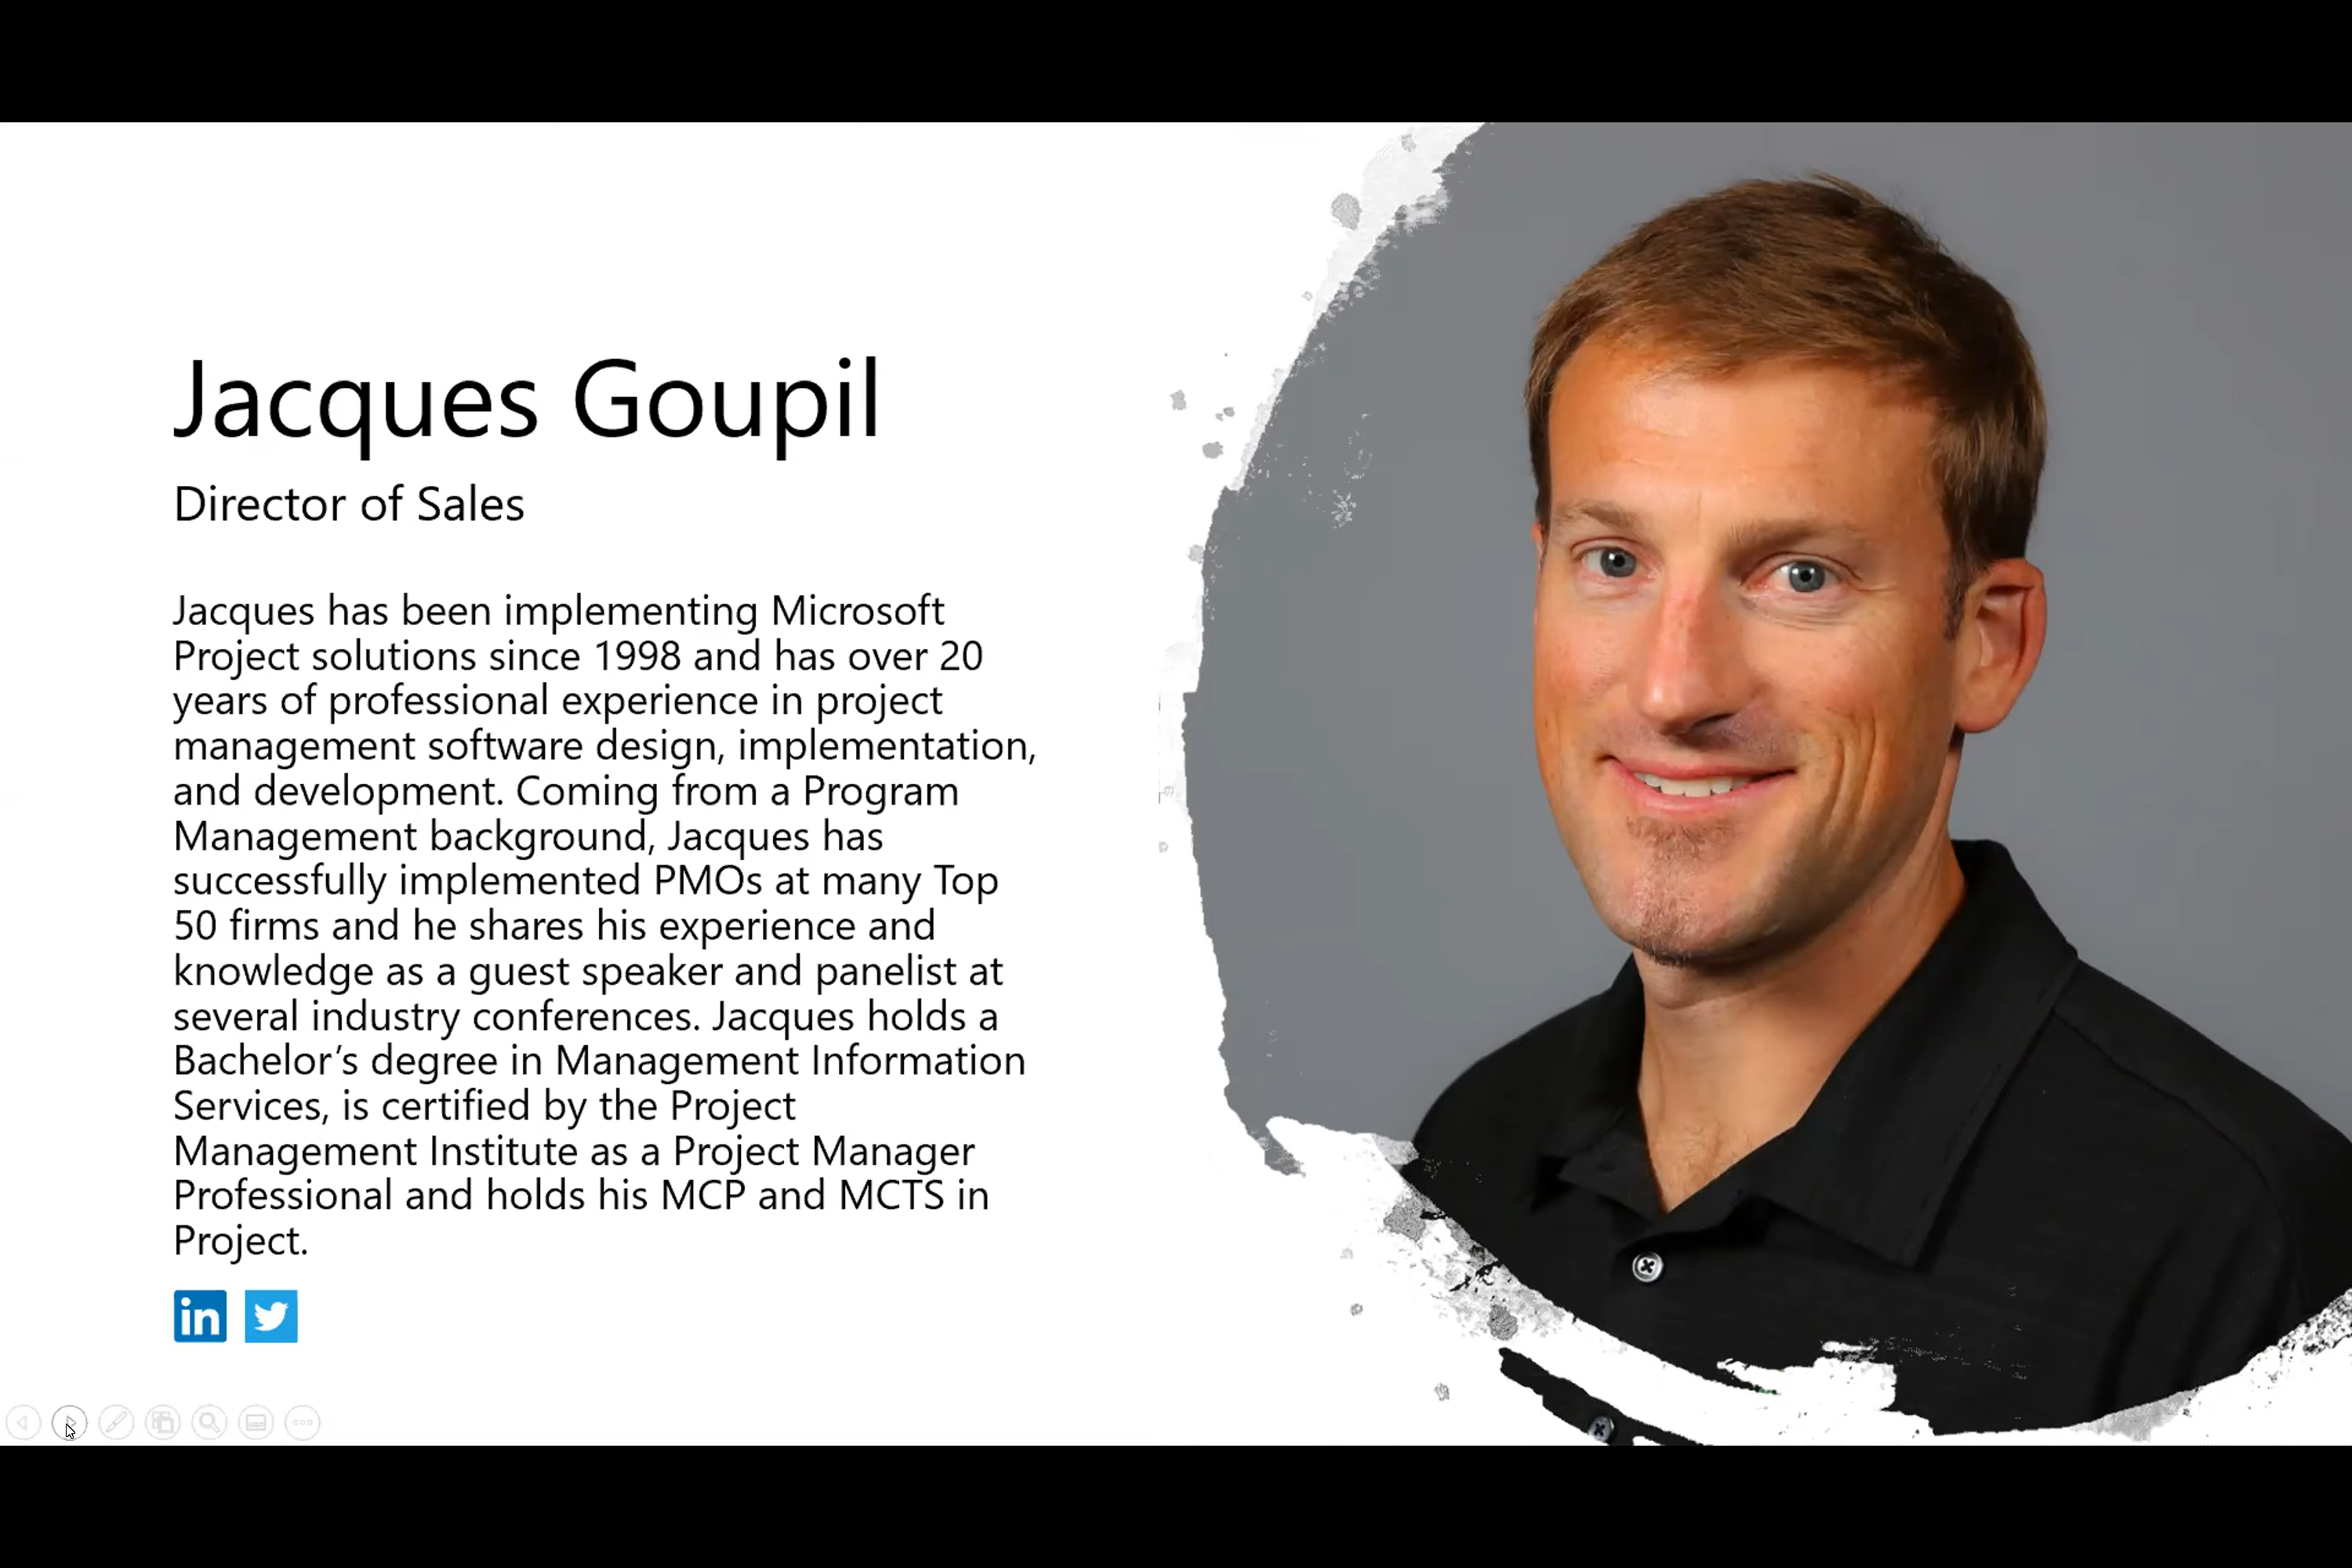 Jacques Goupil
Director of Sales
Jacques has been implementing Microsoft
Project solutions since 1998 and has over 20
years of professional experience in project
management software design, implementation,
and development. Coming from a Program
Management background, Jacques has
successfully implemented PMOs at many Top
50 firms and he shares his experience and
knowledge as a guest speaker and panelist at
several industry conferences. Jacques holds a
Bachelor’s degree in Management Information
Services, is certified by the Project
Management Institute as a Project Manager
Professional and holds his MCP and MCTS in
Project.
in